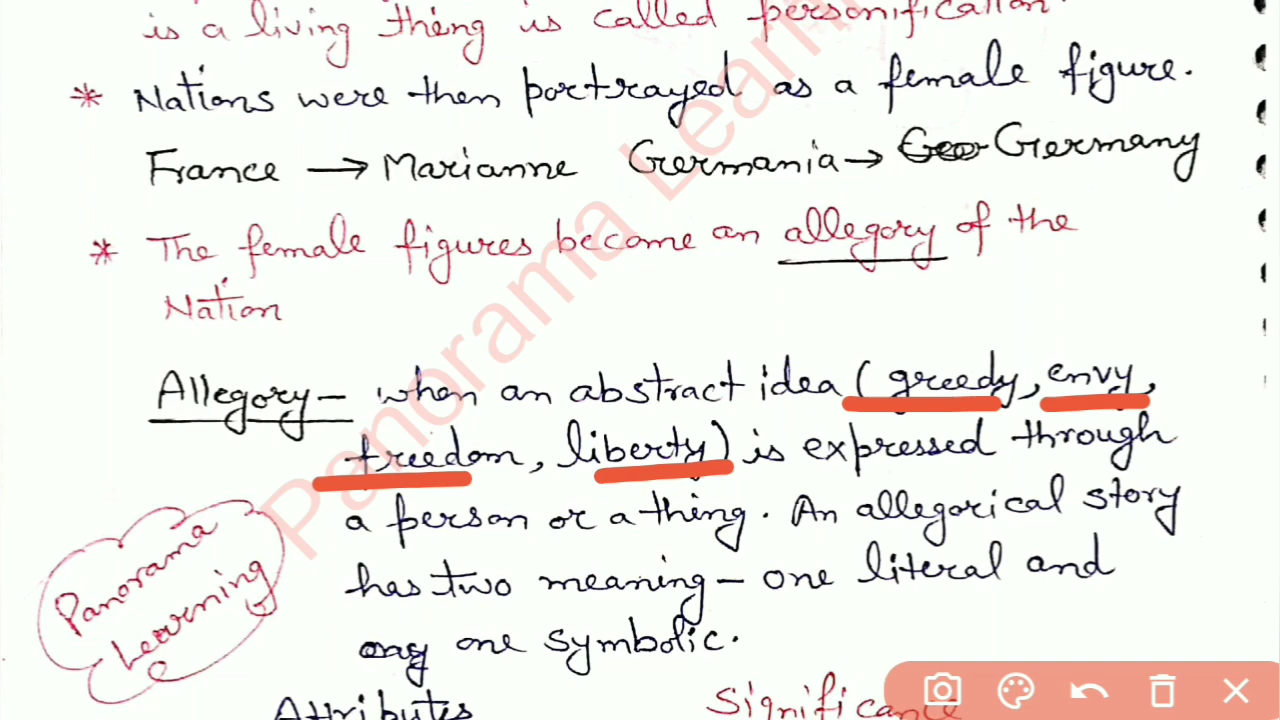 is a living thing is called personification.
* Nations were then portrayed as a female figure.
France → Marianne Germania → Geo Germany
* The female figures become an allegory of the
Nation
Allegory - when an abstract idea (greedy, envy,
freedom, liberty) is expressed through
a person or a thing. An allegorical story
has two meaning - one literal and
one symbolic.
Panorama
Learning
Attributes Significance
Panorama Learni